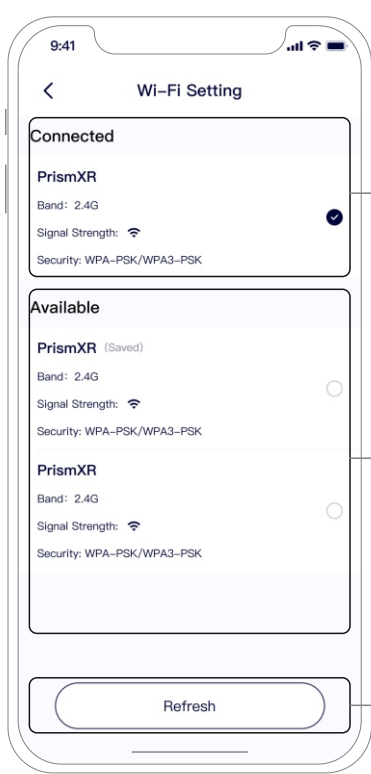 9:41
Wi-Fi Setting
Connected
PrismXR
Band: 2.4G
Signal Strength:
Security: WPA-PSK/WPA3-PSK
Available
PrismXR (Saved)
Band: 2.4G
Signal Strength:
Security: WPA-PSK/WPA3-PSK
PrismXR
Band: 2.4G
Signal Strength:
Security: WPA-PSK/WPA3-PSK
Refresh